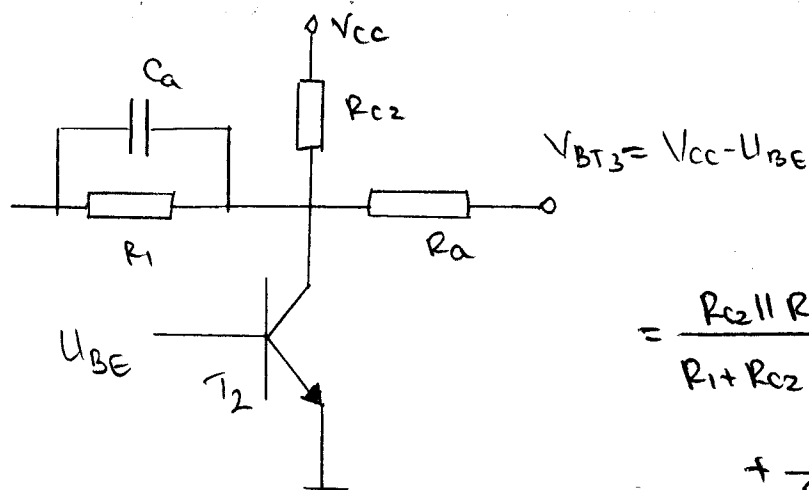 VCC
Ca
RC2
VBT3= VCC-UBE
R1
Ra
= RC2 || R
R1+ RC2
UBE
T2
+